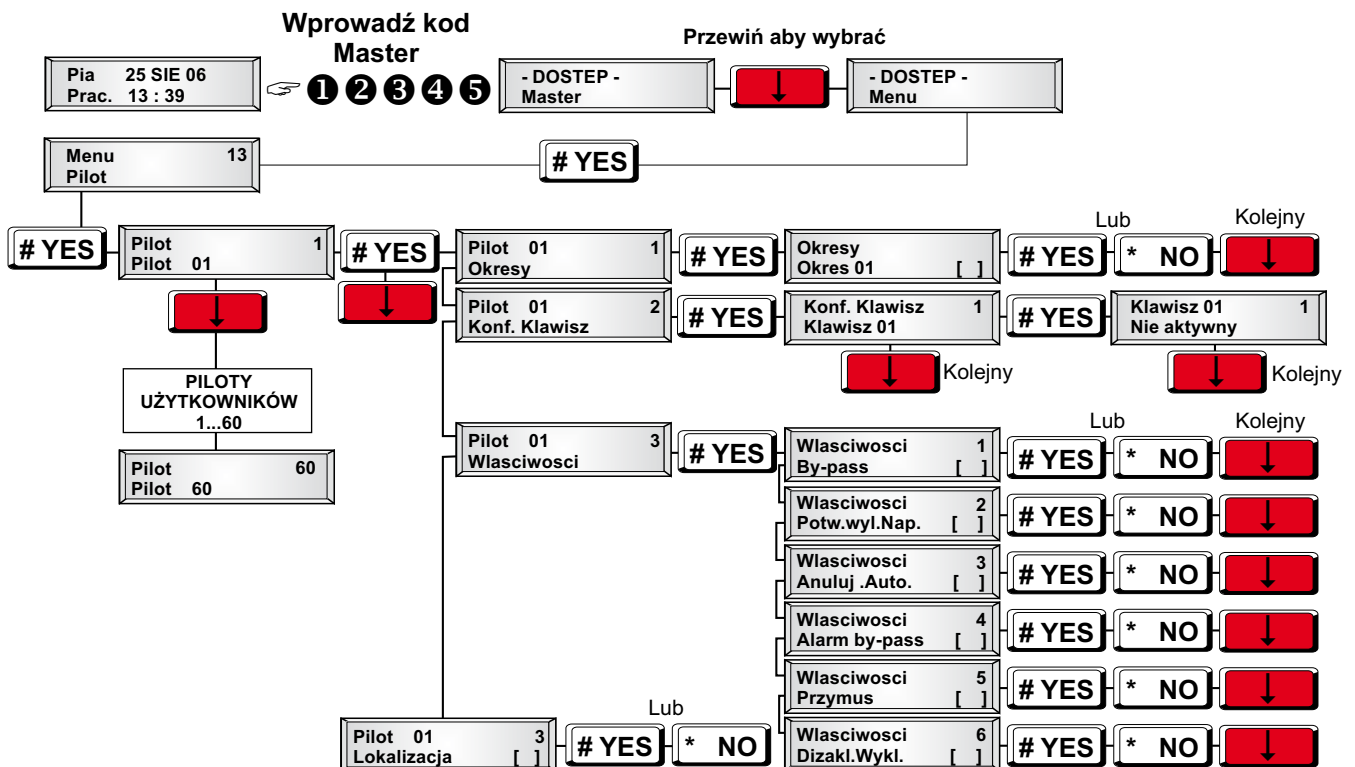 Wprowadź kod
Master
Przewiń aby wybrać
Pia 25 SIE 06
Prac. 13 : 39
☞ ❶ ❷ ❸ ❹ ❺
- DOSTEP -
Master
↓
- DOSTEP -
Menu
Menu 13
Pilot
# YES
# YES
Pilot 1
Pilot 01
# YES
Pilot 01 1
Okresy
# YES
Okresy
Okres 01 [ ]
# YES
Lub
* NO
Kolejny
↓
↓
↓
Pilot 01 2
Konf. Klawisz
# YES
Konf. Klawisz 1
Klawisz 01
# YES
Klawisz 01 1
Nie aktywny
↓ Kolejny
↓ Kolejny
PILOTY
UŻYTKOWNIKÓW
1...60
Pilot 60
Pilot 60
Pilot 01 3
Wlasciwosci
# YES
Wlasciwosci 1
By-pass [ ]
# YES
Lub
* NO
Kolejny
↓
Wlasciwosci 2
Potw.wyl.Nap. [ ]
# YES
* NO
↓
Wlasciwosci 3
Anuluj .Auto. [ ]
# YES
* NO
↓
Wlasciwosci 4
Alarm by-pass [ ]
# YES
* NO
↓
Wlasciwosci 5
Przymus [ ]
# YES
* NO
↓
Pilot 01 3
Lokalizacja [ ]
# YES
Lub
* NO
Wlasciwosci 6
Dizakl.Wykl. [ ]
# YES
* NO
↓